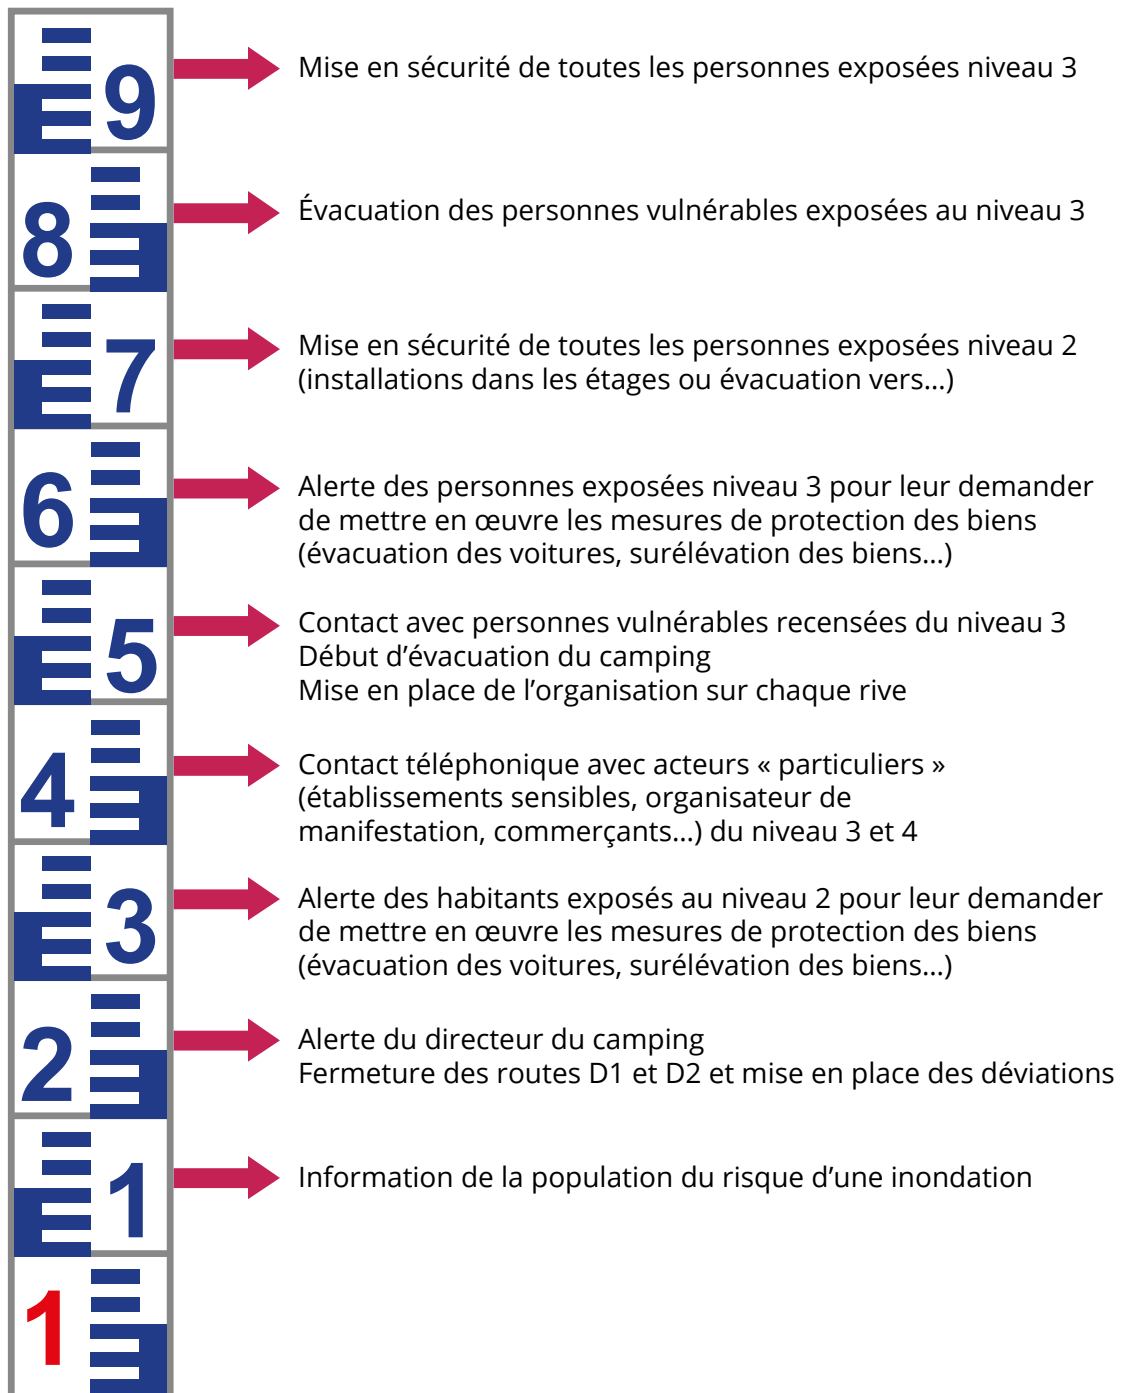 9
Mise en sécurité de toutes les personnes exposées niveau 3
8
Évacuation des personnes vulnérables exposées au niveau 3
7
Mise en sécurité de toutes les personnes exposées niveau 2
(installations dans les étages ou évacuation vers...)
6
Alerte des personnes exposées niveau 3 pour leur demander
de mettre en œuvre les mesures de protection des biens
(évacuation des voitures, surélévation des biens...)
5
Contact avec personnes vulnérables recensées du niveau 3
Début d’évacuation du camping
Mise en place de l’organisation sur chaque rive
4
Contact téléphonique avec acteurs « particuliers »
(établissements sensibles, organisateur de
manifestation, commerçants...) du niveau 3 et 4
3
Alerte des habitants exposés au niveau 2 pour leur demander
de mettre en œuvre les mesures de protection des biens
(évacuation des voitures, surélévation des biens...)
2
Alerte du directeur du camping
Fermeture des routes D1 et D2 et mise en place des déviations
1
Information de la population du risque d’une inondation
1